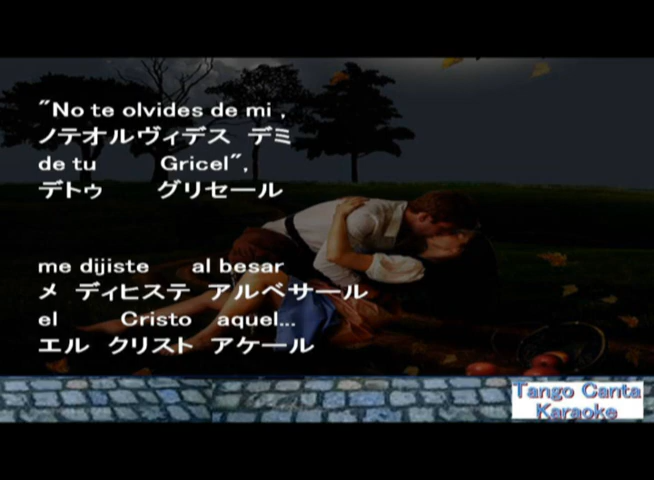 "No te olvides de mi ,
ノテオルヴィデス デミ
de tu Gricel",
デトゥ グリセール
me dijiste al besar
メ ディヒステ アルベサール
el Cristo aquel...
エル クリスト アケール
Tango Canta
Karaoke